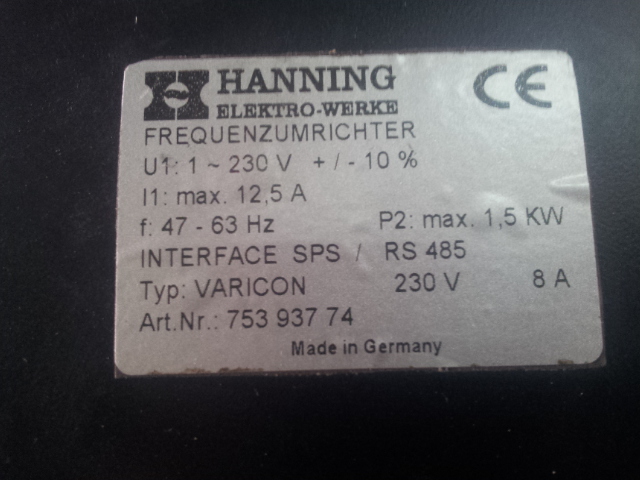 HANNING
ELEKTRO-WERKE
CE
FREQUENZUMRICHTER
U1: 1 ~ 230 V + / - 10 %
I1: max. 12,5 A
f: 47 - 63 Hz P2: max. 1,5 KW
INTERFACE SPS / RS 485
Typ: VARICON 230 V 8 A
Art.Nr.: 753 937 74
Made in Germany